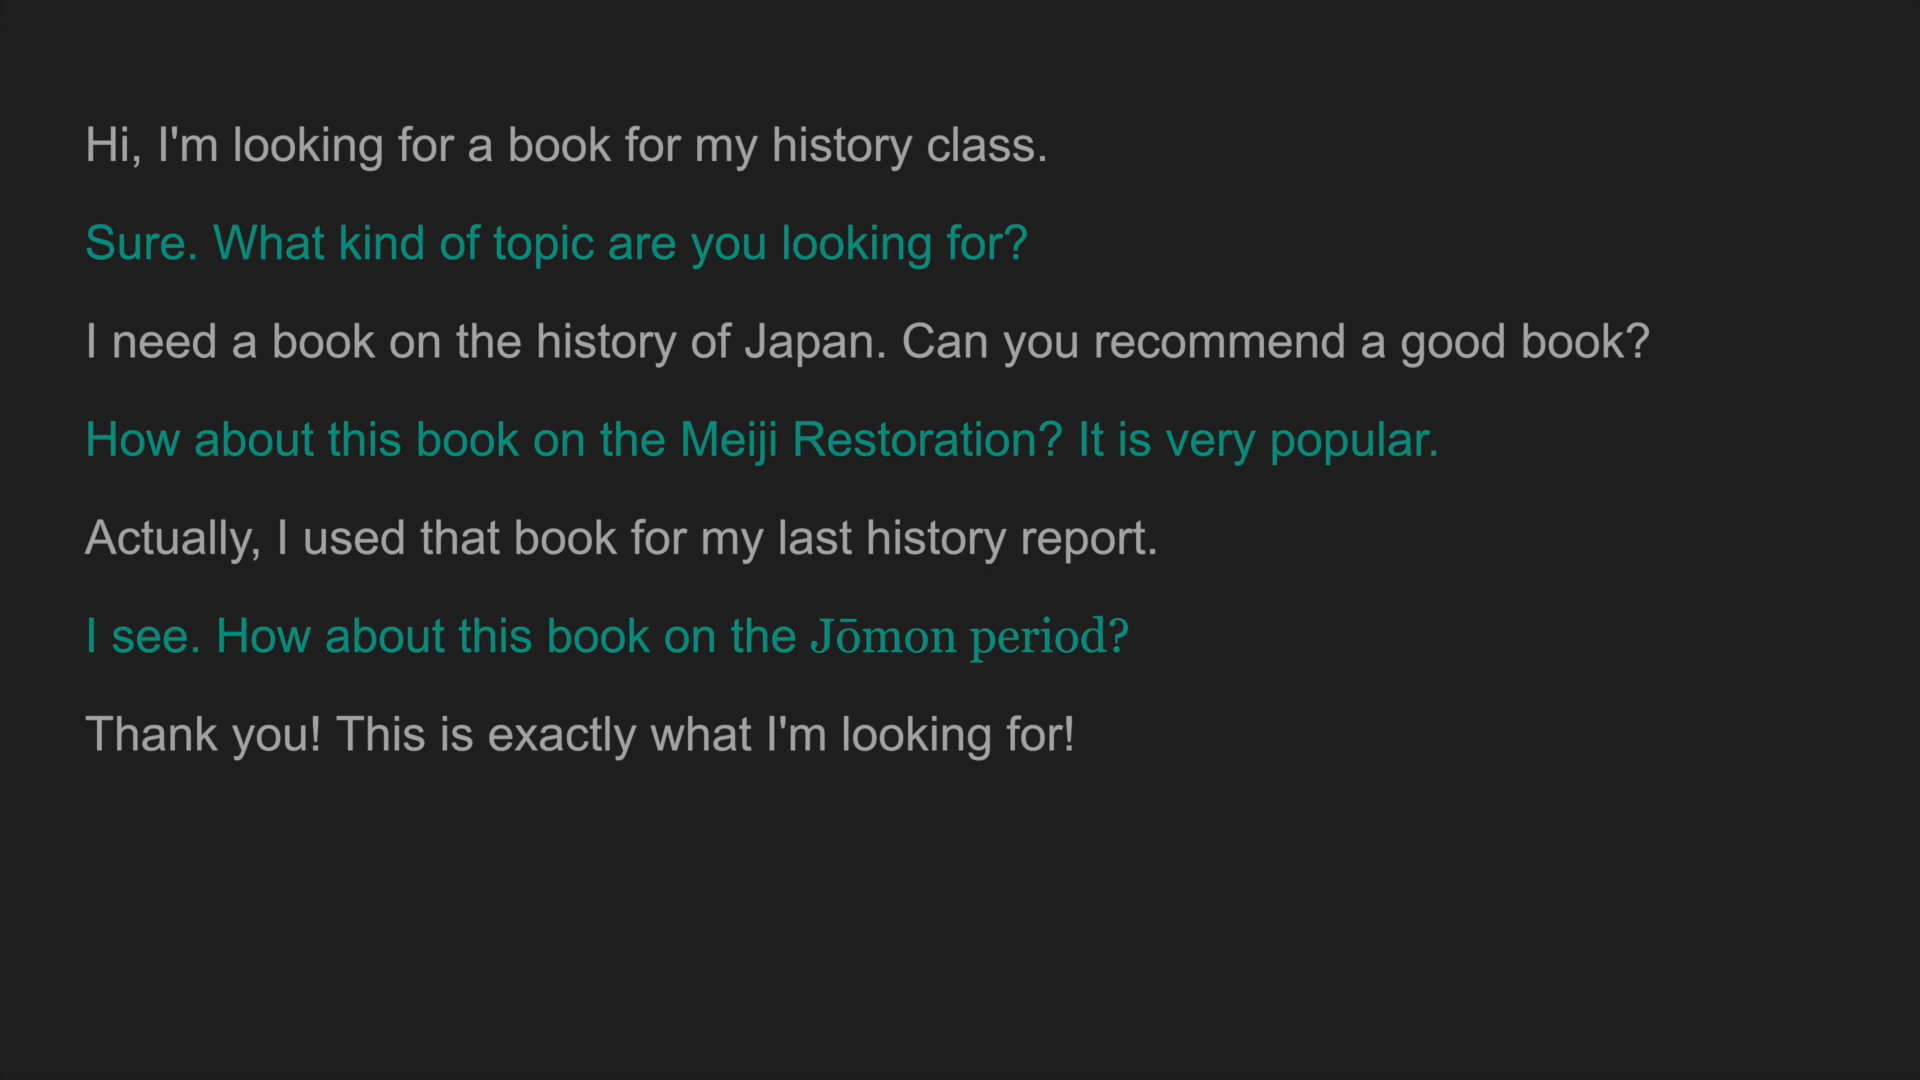 Hi, I'm looking for a book for my history class.
Sure. What kind of topic are you looking for?
I need a book on the history of Japan. Can you recommend a good book?
How about this book on the Meiji Restoration? It is very popular.
Actually, I used that book for my last history report.
I see. How about this book on the Jōmon period?
Thank you! This is exactly what I'm looking for!